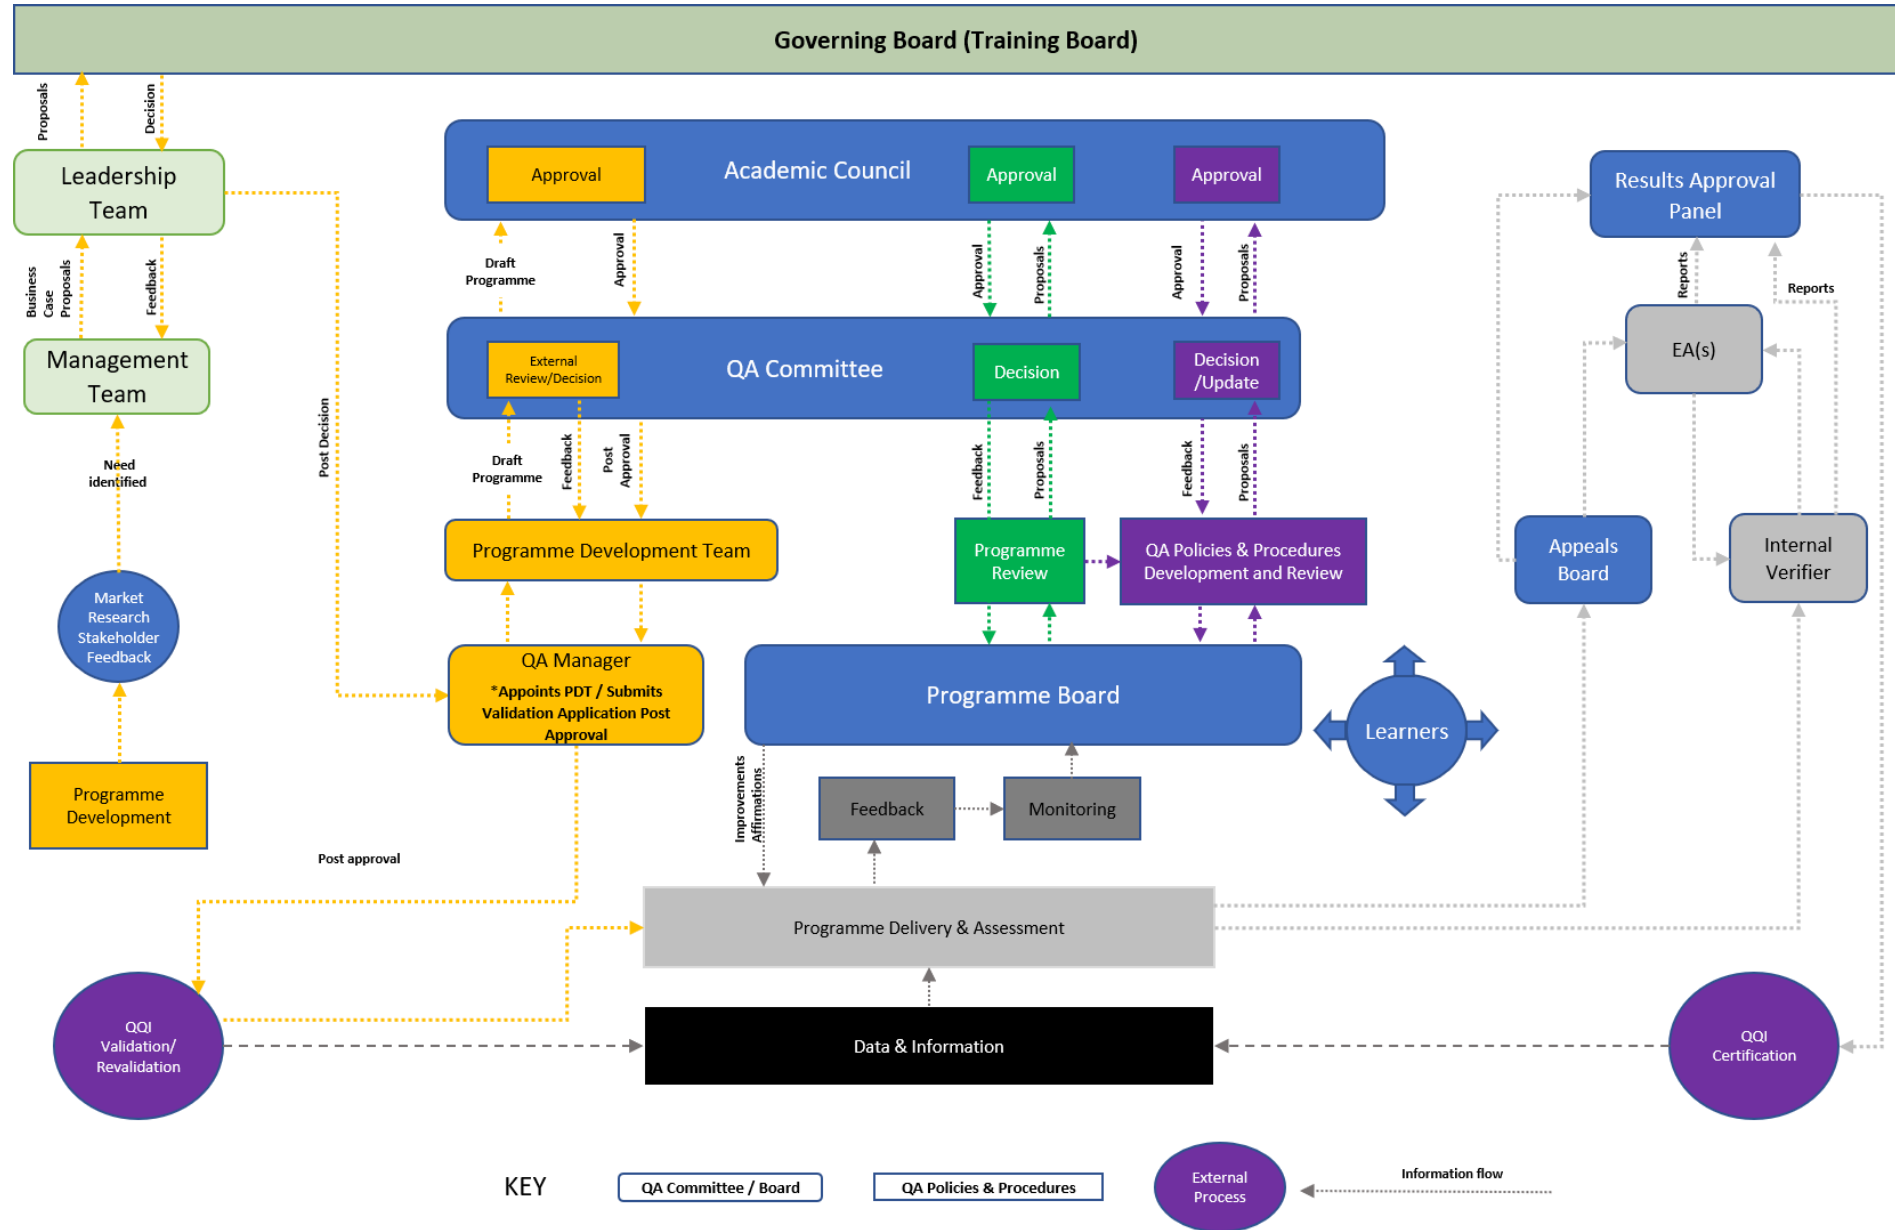 Governing Board (Training Board)
Proposals
Decision
Leadership
Team
Business
Case
Proposals
Feedback
Management
Team
Need
identified
Market
Research
Stakeholder
Feedback
Programme
Development
Post Decision
Academic Council
Approval
Approval
Approval
Draft
Programme
Approval
Approval
Proposals
Approval
Proposals
QA Committee
External
Review/Decision
Decision
Decision
/Update
Draft
Programme
Feedback
Post
Approval
Feedback
Proposals
Feedback
Proposals
Programme Development Team
Programme
Review
QA Policies & Procedures
Development and Review
QA Manager
*Appoints PDT / Submits
Validation Application Post
Approval
Programme Board
Learners
Improvements
Affirmations
Feedback
Monitoring
Post approval
Programme Delivery & Assessment
Data & Information
QQI
Validation/
Revalidation
Results Approval
Panel
Reports
Reports
EA(s)
Appeals
Board
Internal
Verifier
QQI
Certification
KEY
QA Committee / Board
QA Policies & Procedures
External
Process
Information flow